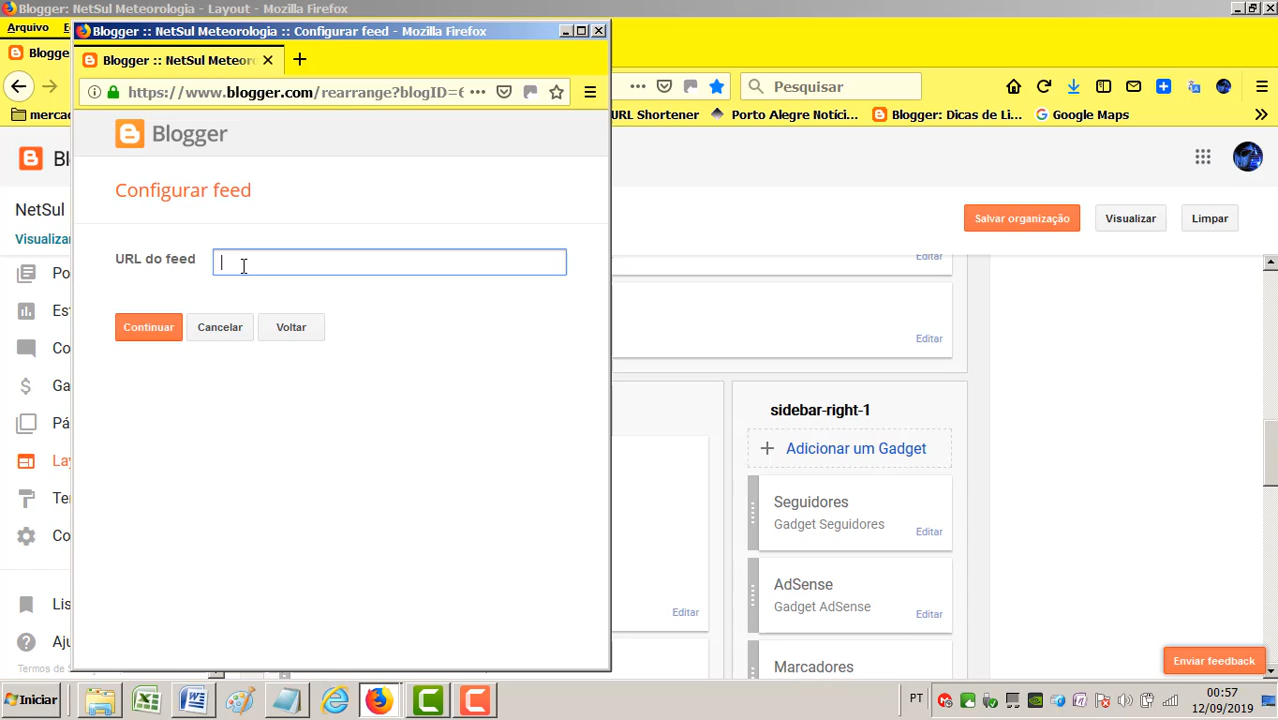 Blogger: NetSul Meteorologia - Layout - Mozilla Firefox
Arquivo
Blogger :: NetSul Meteorologia :: Configurar feed - Mozilla Firefox
Blogger :: NetSul Meteor
https://www.blogger.com/rearrange?blogID=
Pesquisar
URL Shortener
Porto Alegre Notíci...
Blogger: Dicas de Li...
Google Maps
Blogger
Configurar feed
URL do feed
Continuar
Cancelar
Voltar
NetSul
Salvar organização
Visualizar
Limpar
Editar
Editar
sidebar-right-1
Adicionar um Gadget
Seguidores
Gadget Seguidores
Editar
AdSense
Gadget AdSense
Editar
Editar
Marcadores
Enviar feedback
Iniciar
PT
00:57
12/09/2019